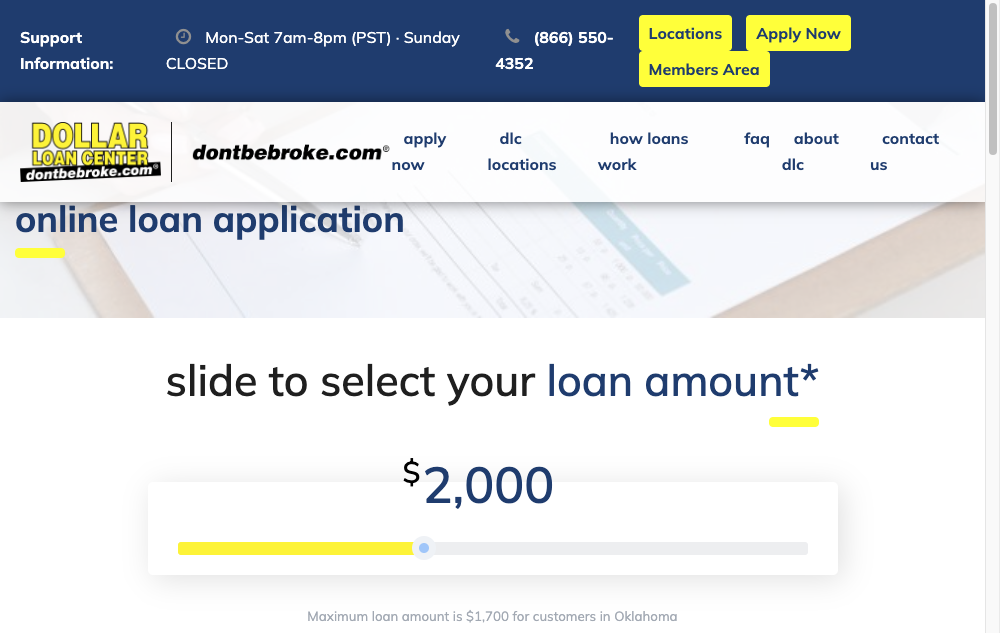 Support
Information:
Mon-Sat 7am-8pm (PST) · Sunday
CLOSED
(866) 550-
4352
Locations
Apply Now
Members Area
DOLLAR
LOAN CENTER®
dontbebroke.com
dontbebroke.com®
apply
now
dlc
locations
how loans
work
faq
about
dlc
contact
us
online loan application
slide to select your loan amount*
$2,000
Maximum loan amount is $1,700 for customers in Oklahoma